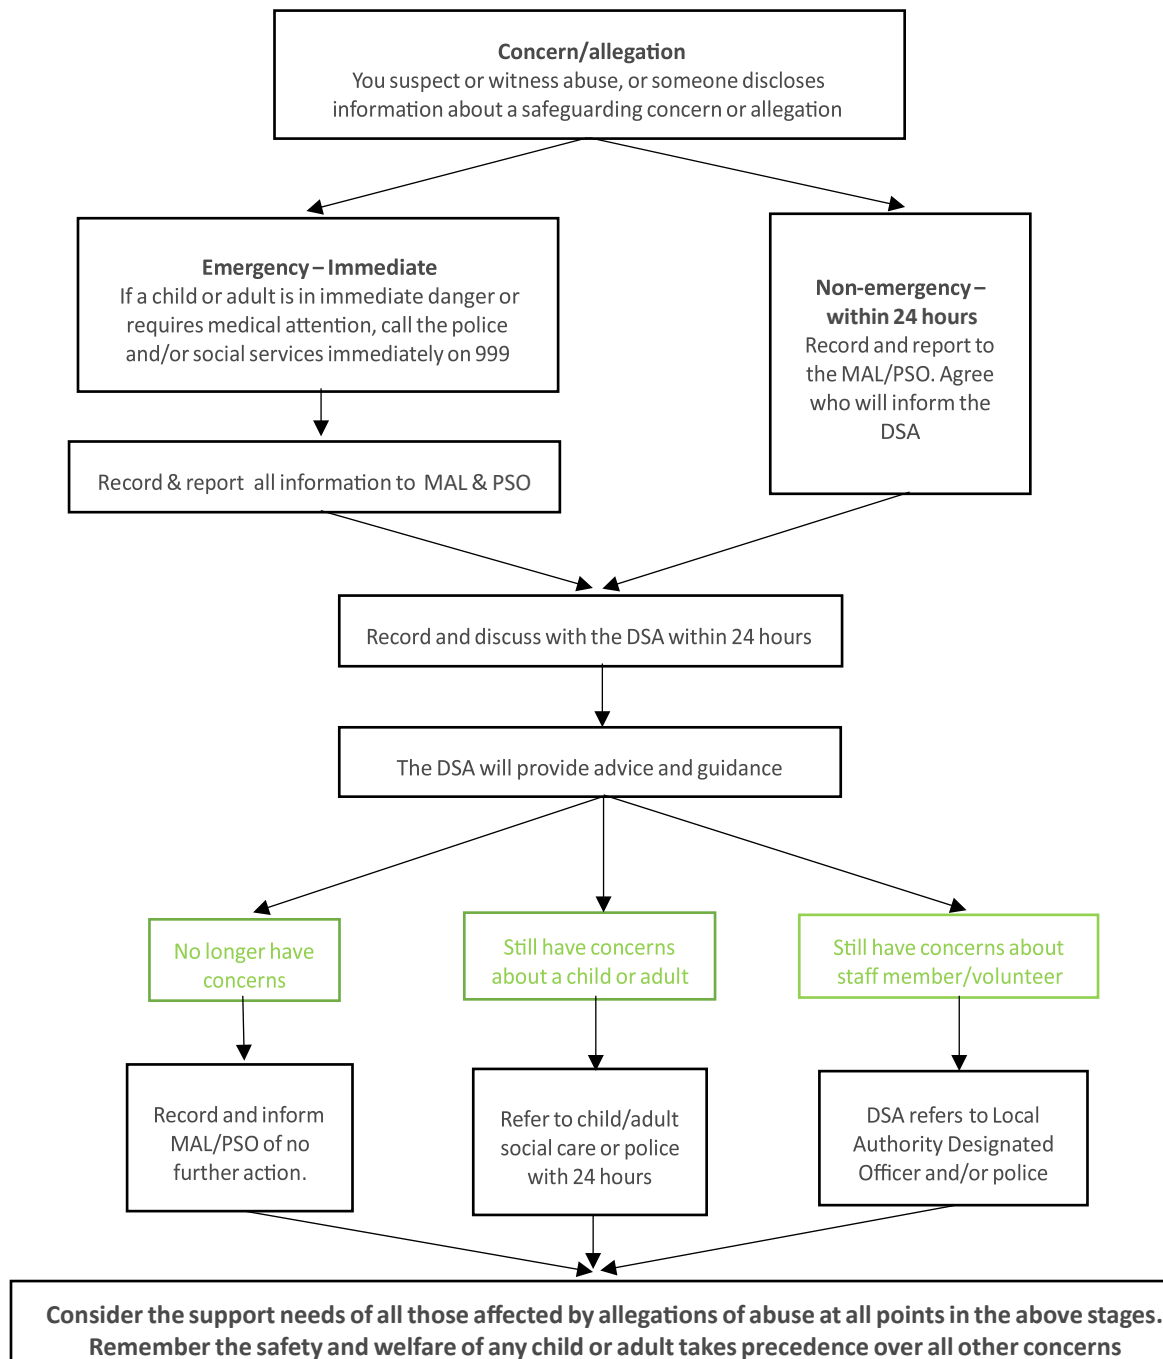 Concern/allegation
You suspect or witness abuse, or someone discloses
information about a safeguarding concern or allegation
Emergency – Immediate
If a child or adult is in immediate danger or
requires medical attention, call the police
and/or social services immediately on 999
Non-emergency –
within 24 hours
Record and report to
the MAL/PSO. Agree
who will inform the
DSA
Record & report all information to MAL & PSO
Record and discuss with the DSA within 24 hours
The DSA will provide advice and guidance
No longer have
concerns
Still have concerns
about a child or adult
Still have concerns about
staff member/volunteer
Record and inform
MAL/PSO of no
further action.
Refer to child/adult
social care or police
with 24 hours
DSA refers to Local
Authority Designated
Officer and/or police
Consider the support needs of all those affected by allegations of abuse at all points in the above stages.
Remember the safety and welfare of any child or adult takes precedence over all other concerns